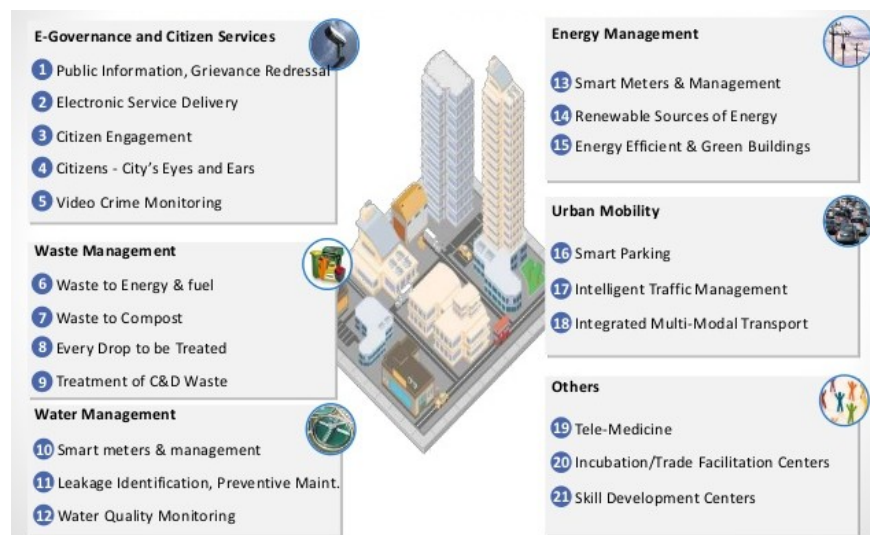 E-Governance and Citizen Services
1 Public Information, Grievance Redressal
2 Electronic Service Delivery
3 Citizen Engagement
4 Citizens - City's Eyes and Ears
5 Video Crime Monitoring
Waste Management
6 Waste to Energy & fuel
7 Waste to Compost
8 Every Drop to be Treated
9 Treatment of C&D Waste
Water Management
10 Smart meters & management
11 Leakage Identification, Preventive Maint.
12 Water Quality Monitoring
Energy Management
13 Smart Meters & Management
14 Renewable Sources of Energy
15 Energy Efficient & Green Buildings
Urban Mobility
16 Smart Parking
17 Intelligent Traffic Management
18 Integrated Multi-Modal Transport
Others
19 Tele-Medicine
20 Incubation/Trade Facilitation Centers
21 Skill Development Centers